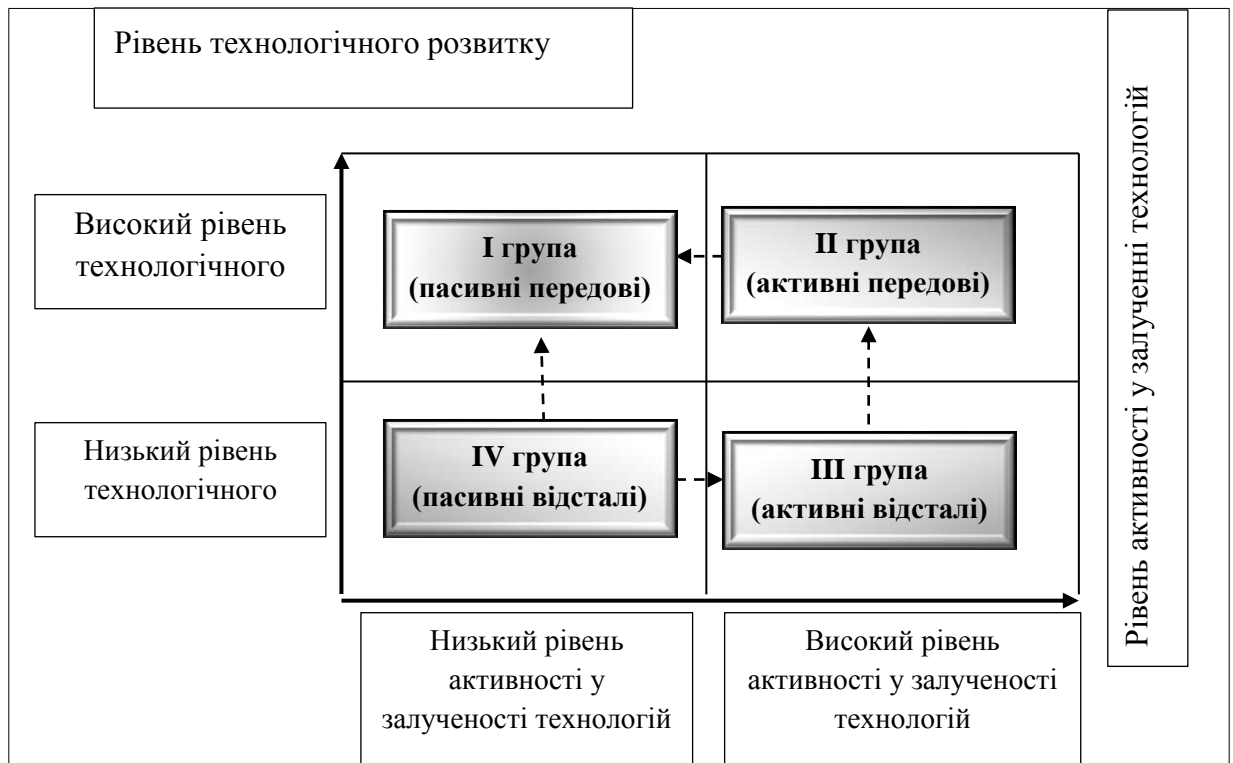 Рівень технологічного розвитку
Рівень активності у залученні технологій
Високий рівень
технологічного
I група
(пасивні передові)
II група
(активні передові)
Низький рівень
технологічного
IV група
(пасивні відсталі)
III група
(активні відсталі)
Низький рівень
активності у
залученості технологій
Високий рівень
активності у залученості
технологій